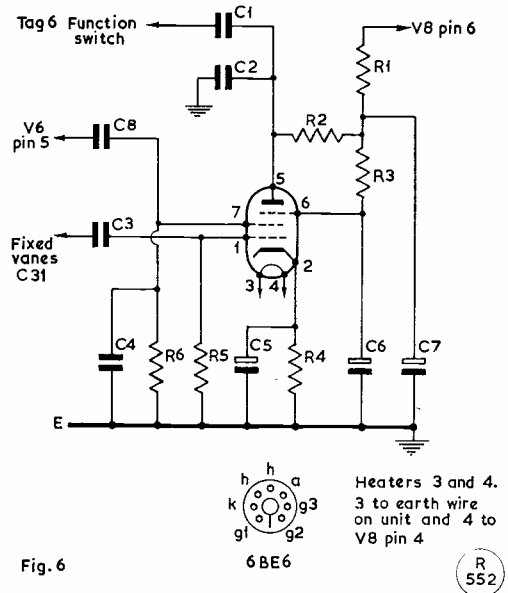 Tag 6 Function
switch
C1
V8 pin 6
R1
C2
R2
V6
pin 5
C8
R3
5
6
7
C3
1
Fixed
vanes
C31
2
3
4
C4
R6
R5
C5
R4
C6
C7
E
h
h
a
k
g3
g1
g2
6BE6
Heaters 3 and 4.
3 to earth wire
on unit and 4 to
V8 pin 4
Fig. 6
R
552